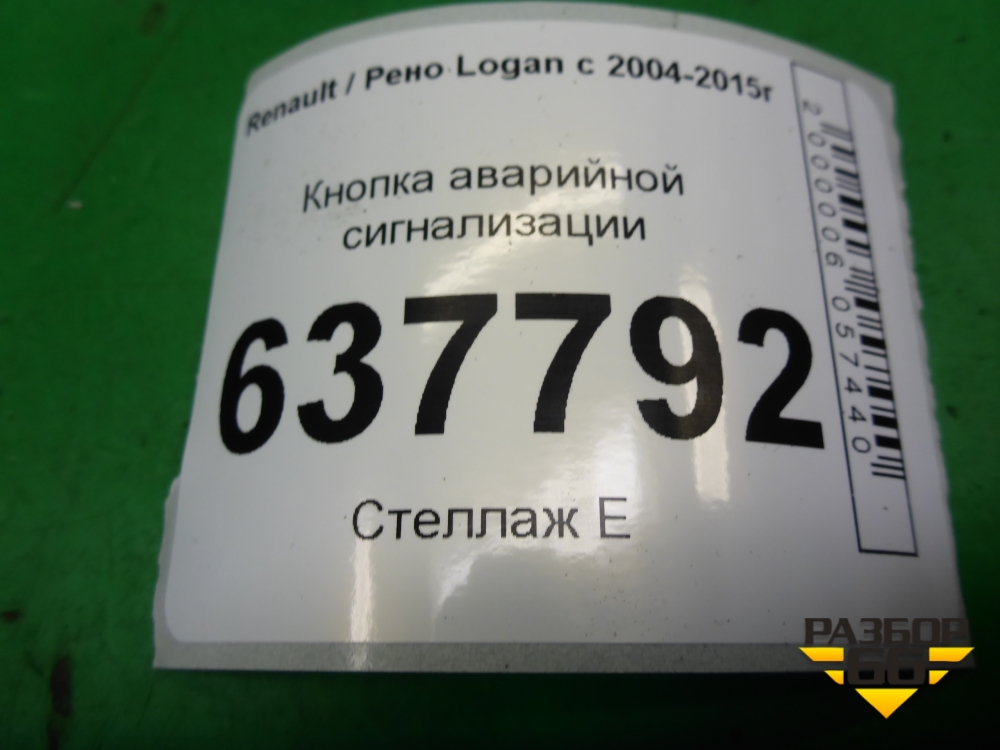 Renault / Рено Logan с 2004-2015г
Кнопка аварийной
сигнализации
637792
Стеллаж Е
2000006057440
РАЗБОР
66